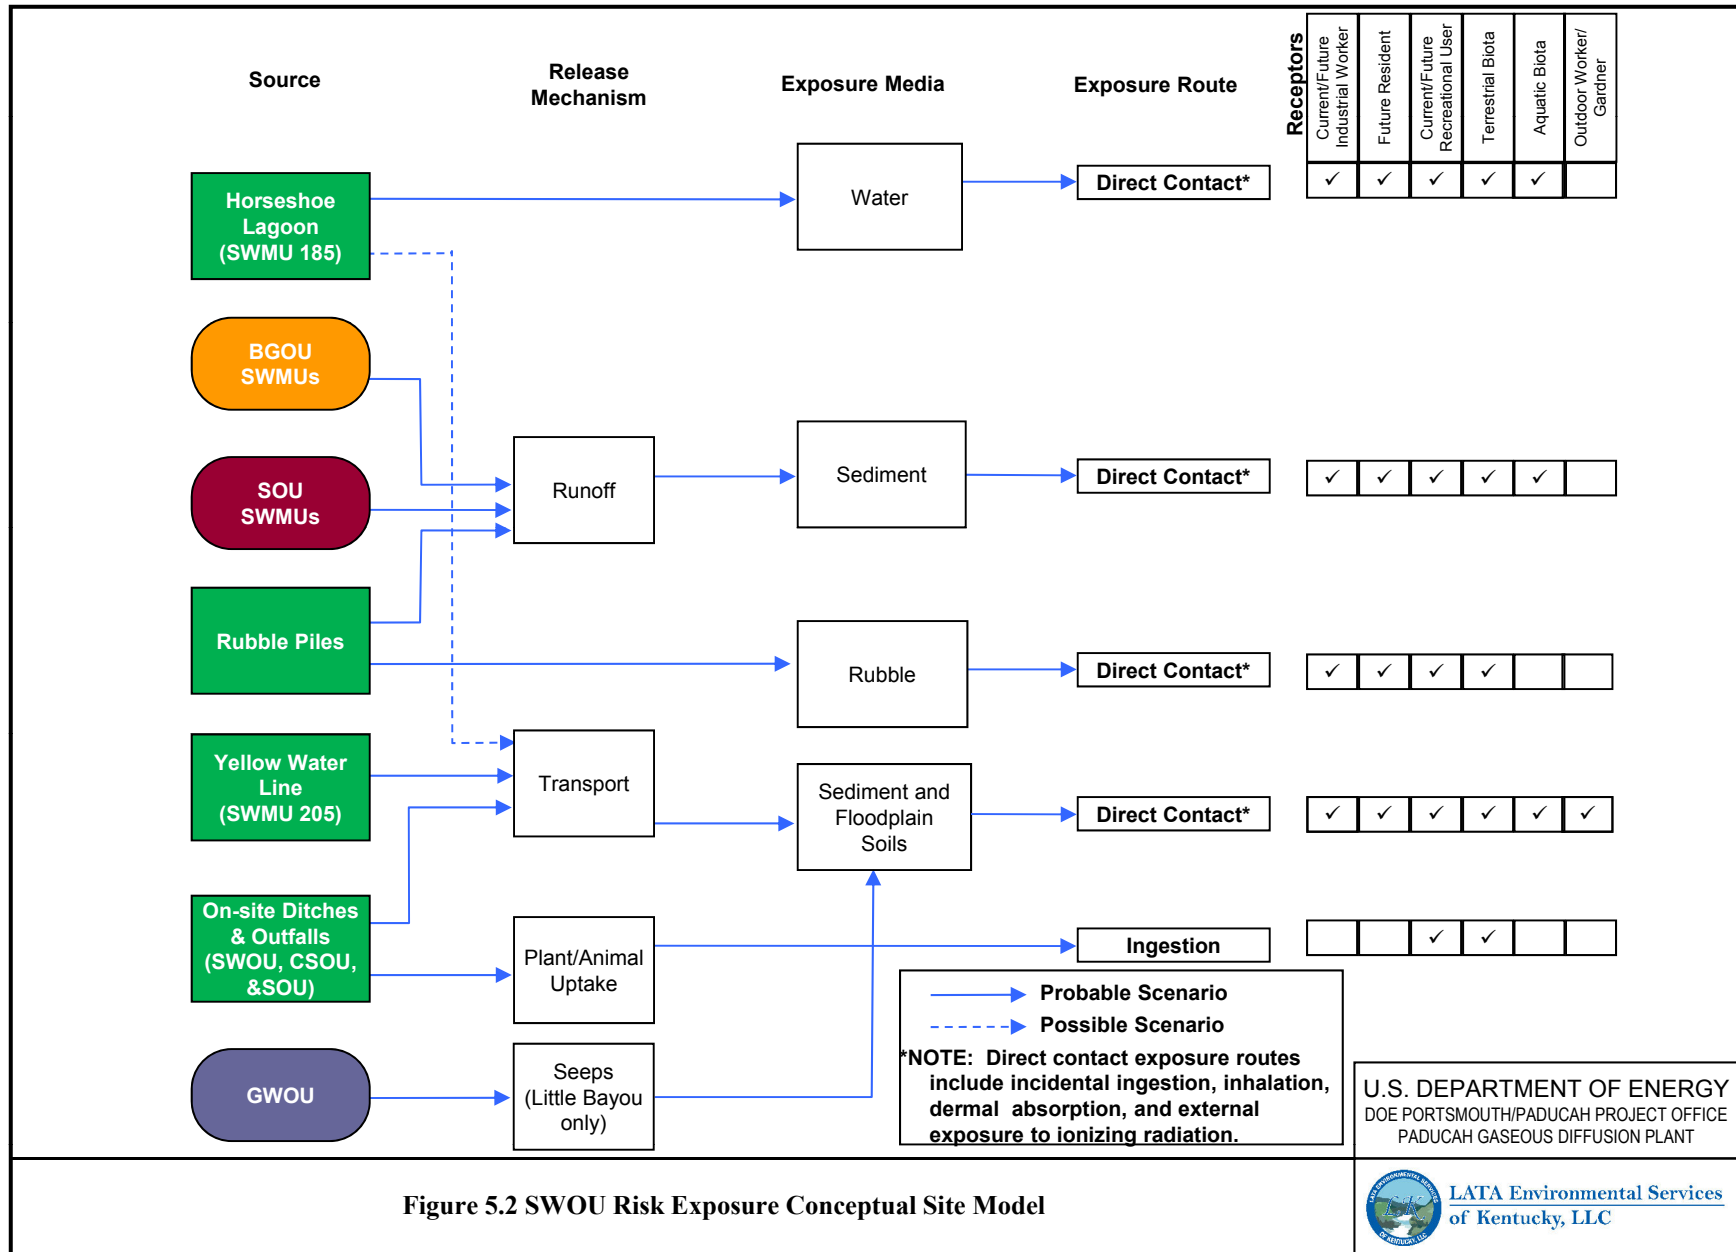 Source
Release
Mechanism
Exposure Media
Exposure Route
Receptors
Current/Future
Industrial Worker
Future Resident
Current/Future
Recreational User
Terrestrial Biota
Aquatic Biota
Outdoor Worker/
Gardner
Horseshoe
Lagoon
(SWMU 185)
Water
Direct Contact*
✓ ✓ ✓ ✓ ✓
BGOU
SWMUs
SOU
SWMUs
Runoff
Sediment
Direct Contact*
✓ ✓ ✓ ✓ ✓
Rubble Piles
Rubble
Direct Contact*
✓ ✓ ✓ ✓
Yellow Water
Line
(SWMU 205)
Transport
Sediment and
Floodplain
Soils
Direct Contact*
✓ ✓ ✓ ✓ ✓ ✓
On-site Ditches
& Outfalls
(SWOU, CSOU,
&SOU)
Plant/Animal
Uptake
Ingestion
✓ ✓
GWOU
Seeps
(Little Bayou
only)
Probable Scenario
Possible Scenario
*NOTE: Direct contact exposure routes
include incidental ingestion, inhalation,
dermal absorption, and external
exposure to ionizing radiation.
U.S. DEPARTMENT OF ENERGY
DOE PORTSMOUTH/PADUCAH PROJECT OFFICE
PADUCAH GASEOUS DIFFUSION PLANT
Figure 5.2 SWOU Risk Exposure Conceptual Site Model
LATA ENVIRONMENTAL SERVICES
OF KENTUCKY, LLC
LATA Environmental Services
of Kentucky, LLC